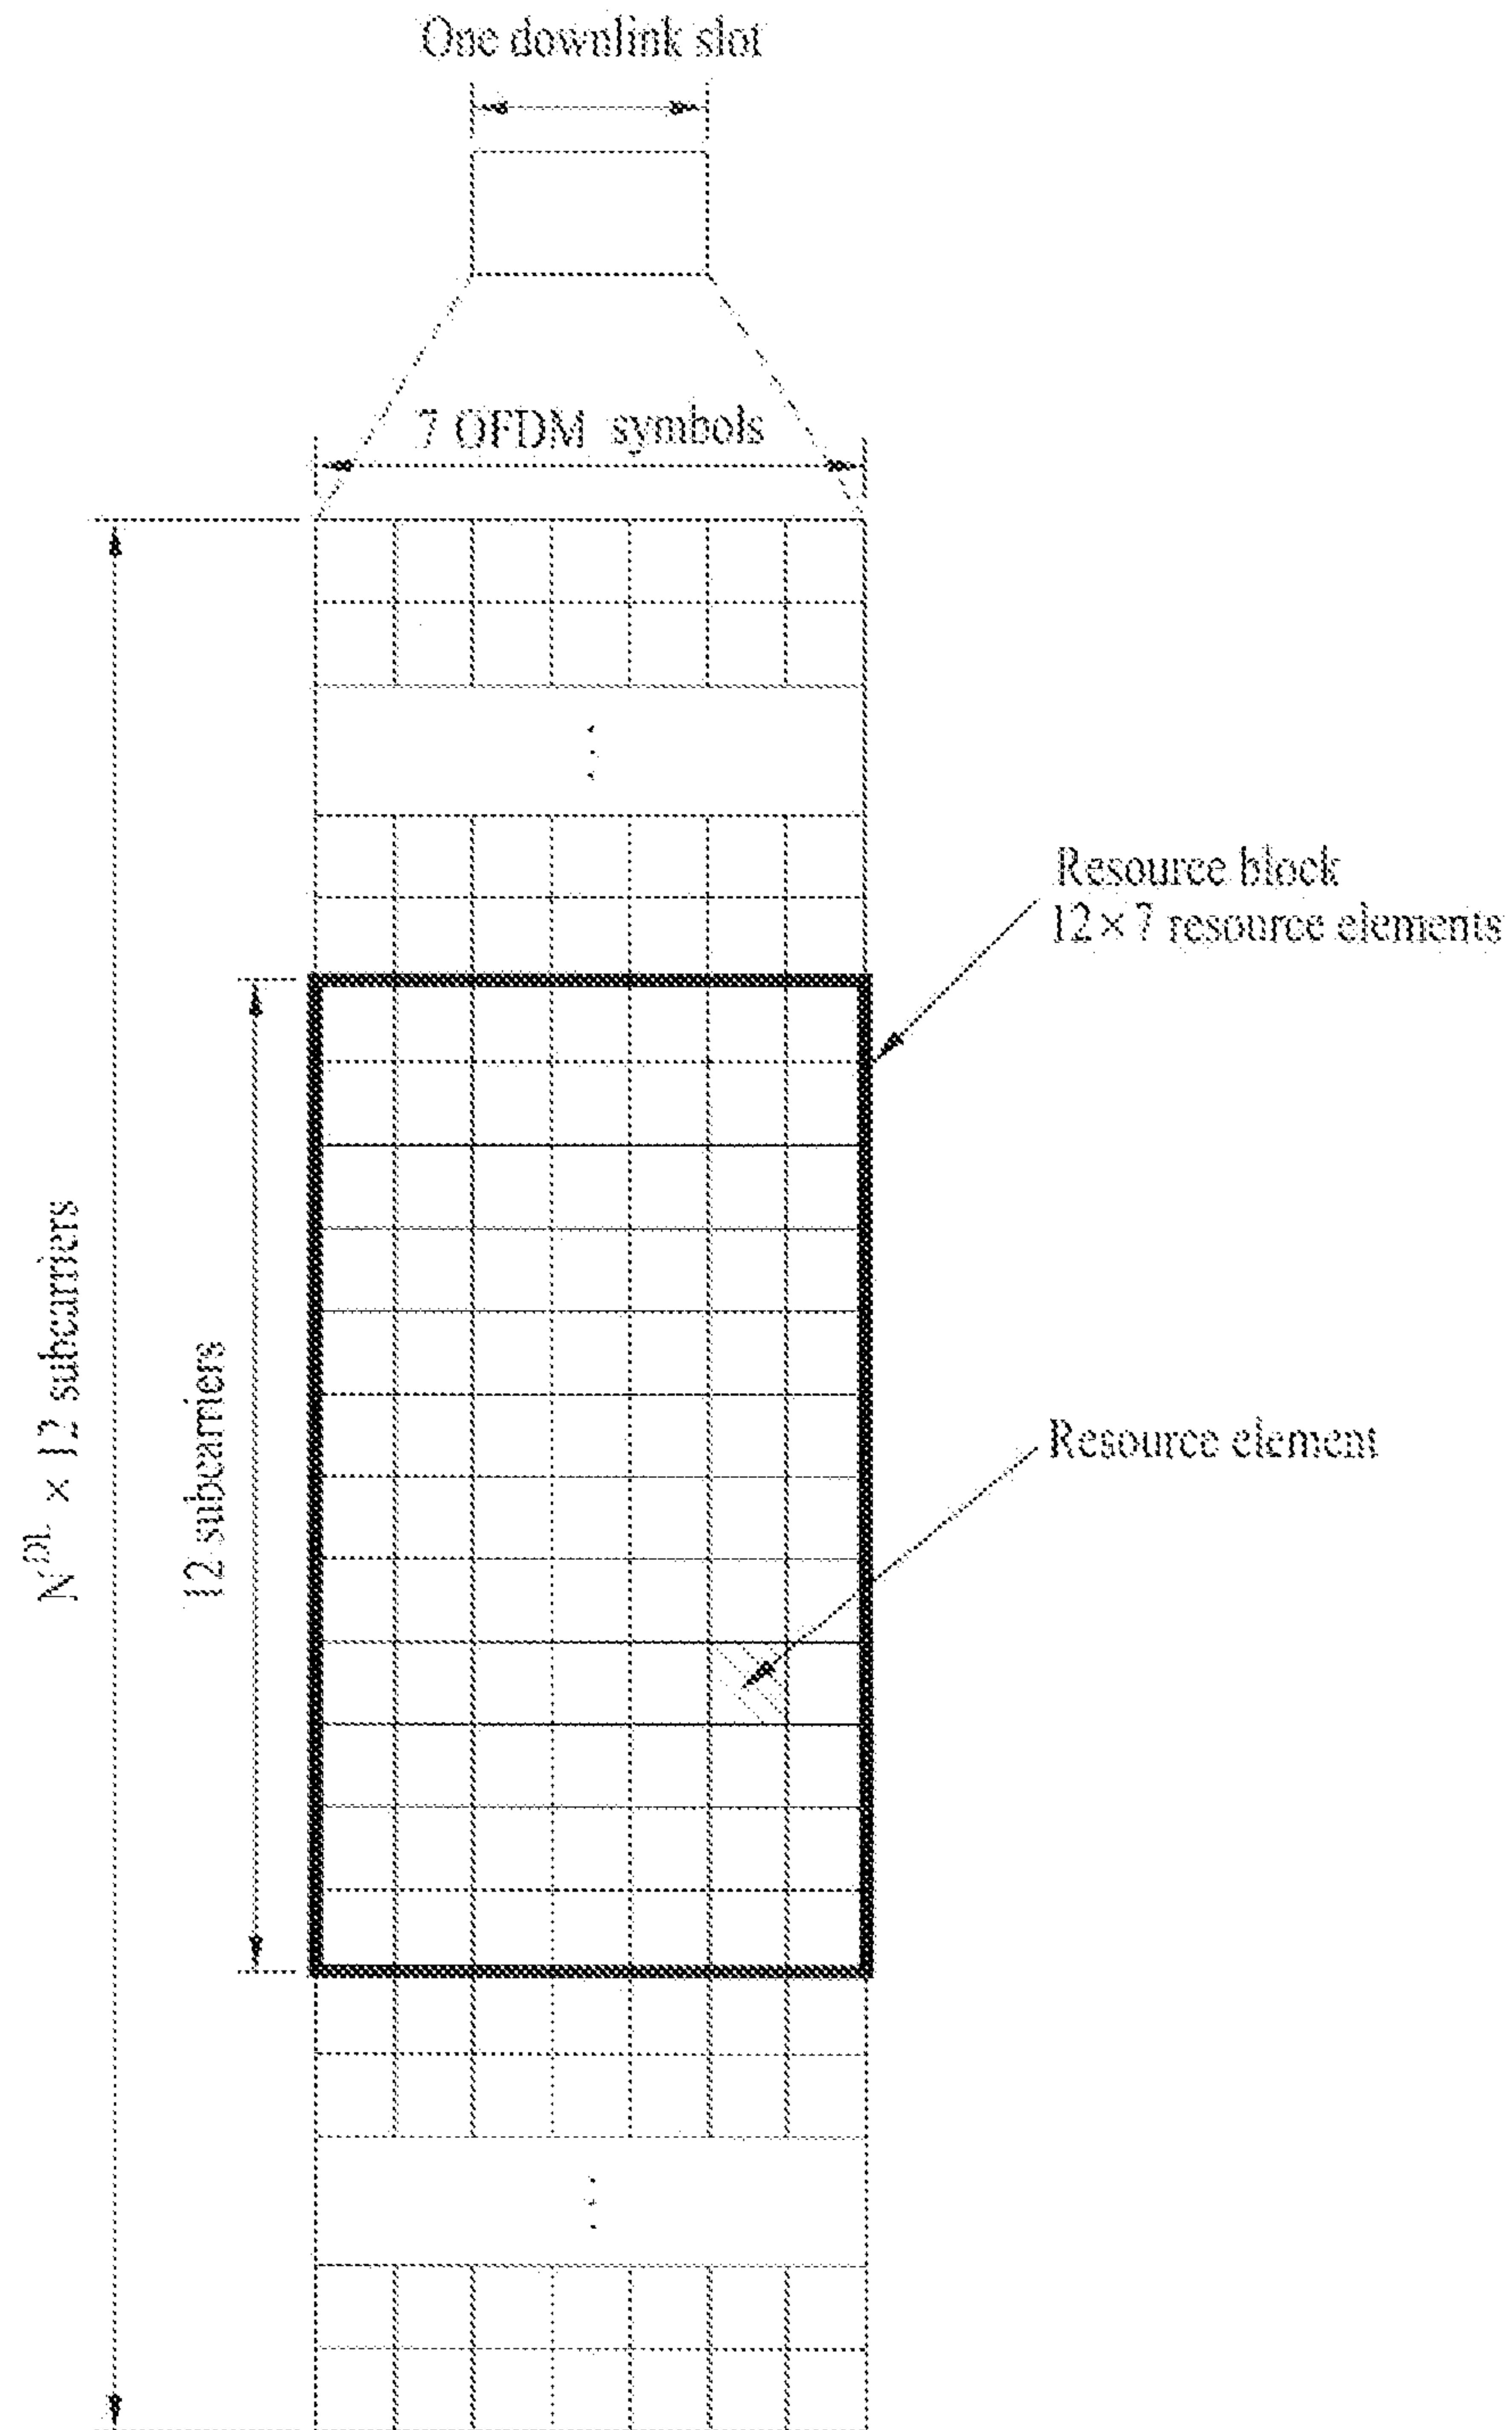 One downlink slot
7 OFDM symbols
Resource block
12×7 resource elements
N^DL × 12 subcarriers
12 subcarriers
Resource element